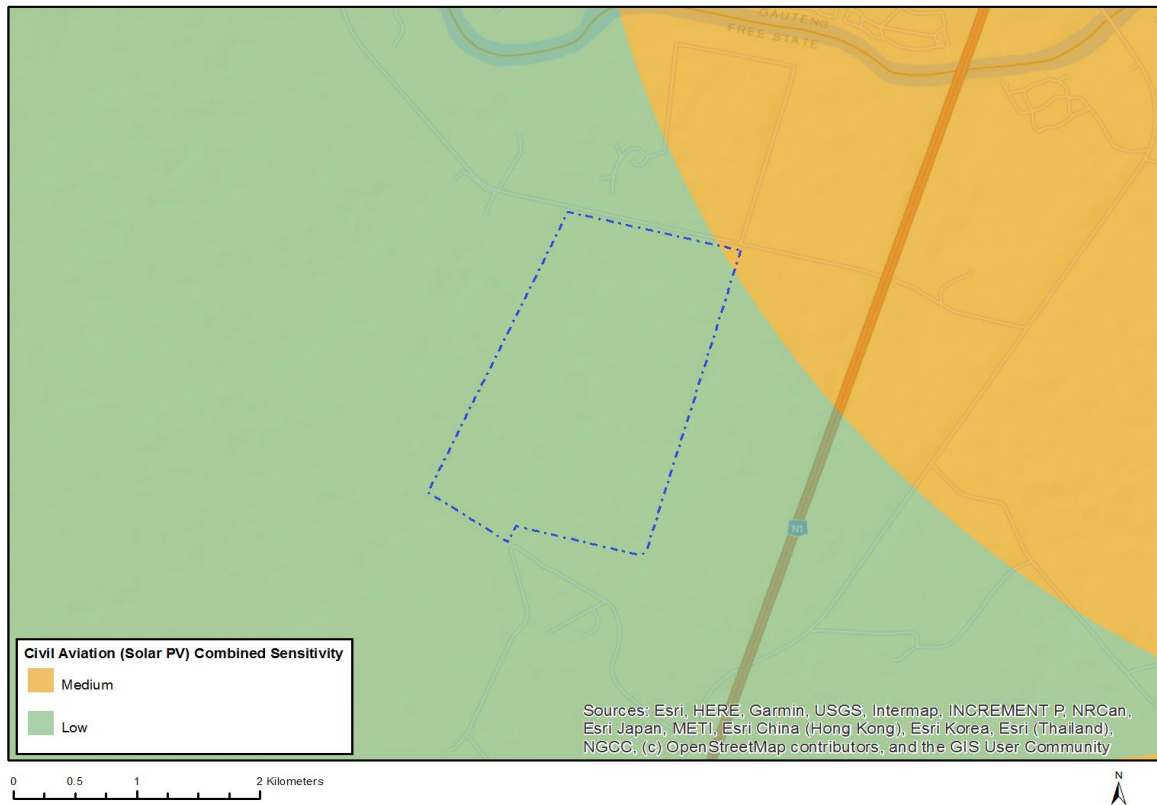 GAUTENG
FREE STATE
N1
Civil Aviation (Solar PV) Combined Sensitivity
Medium
Low
Sources: Esri, HERE, Garmin, USGS, Intermap, INCREMENT P, NRCan,
Esri Japan, METI, Esri China (Hong Kong), Esri Korea, Esri (Thailand),
NGCC, (c) OpenStreetMap contributors, and the GIS User Community
0 0.5 1 2 Kilometers
N